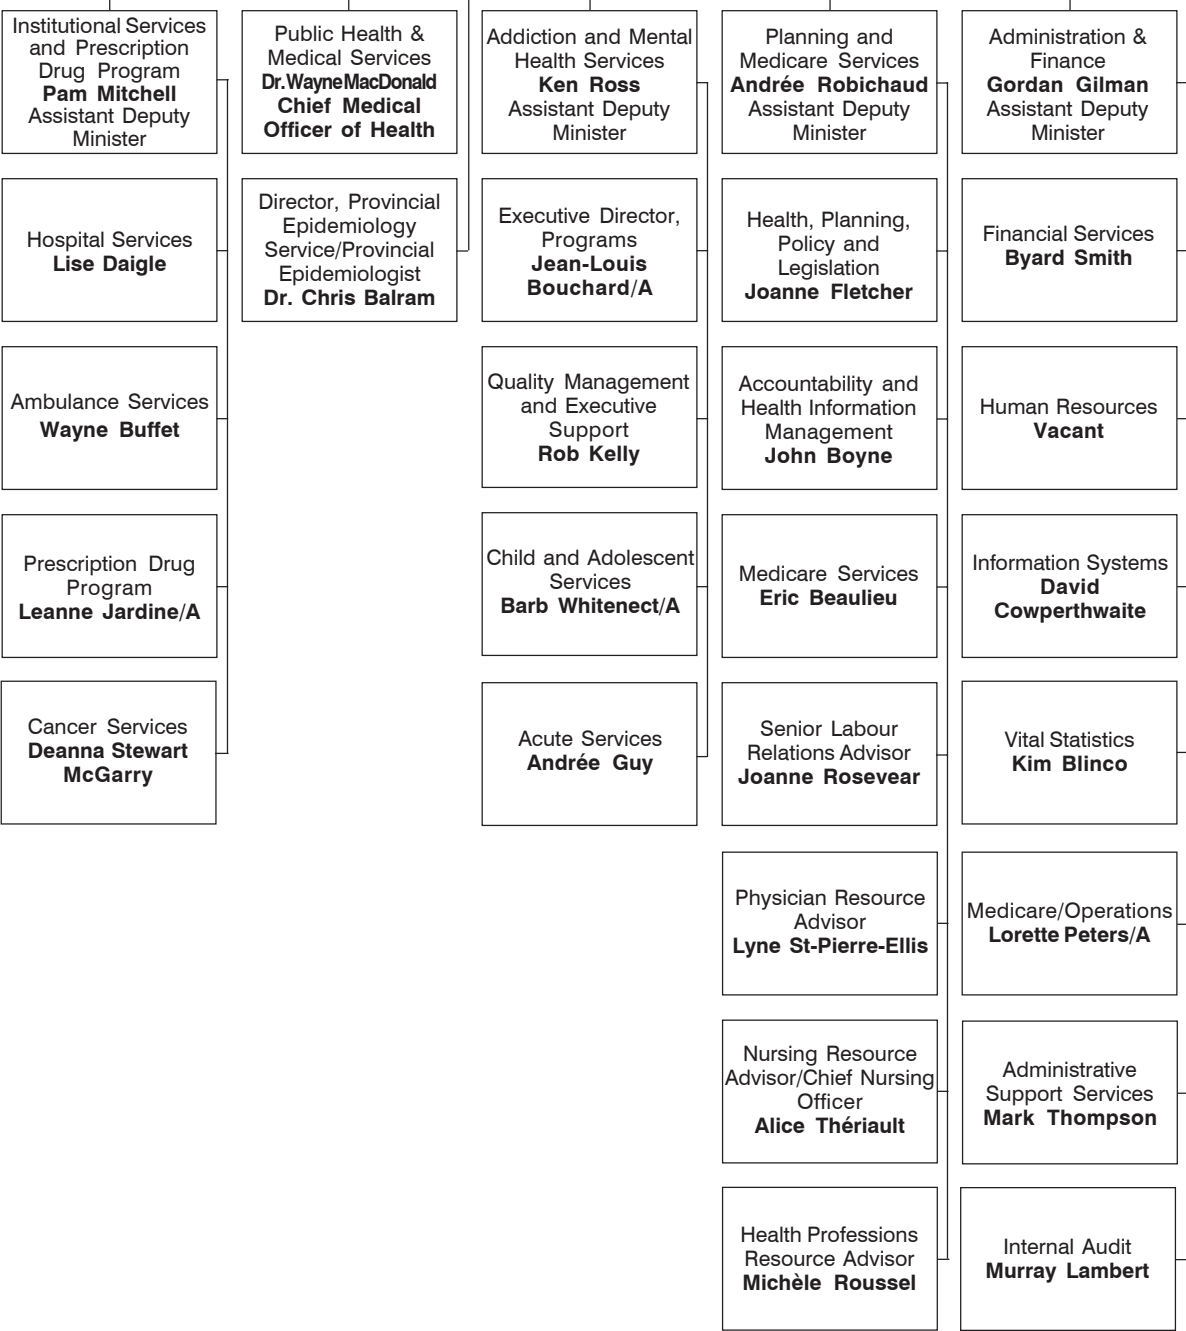 Institutional Services
and Prescription
Drug Program
Pam Mitchell
Assistant Deputy
Minister
Hospital Services
Lise Daigle
Ambulance Services
Wayne Buffet
Prescription Drug
Program
Leanne Jardine/A
Cancer Services
Deanna Stewart
McGarry
Public Health &
Medical Services
Dr. Wayne MacDonald
Chief Medical
Officer of Health
Director, Provincial
Epidemiology
Service/Provincial
Epidemiologist
Dr. Chris Balram
Addiction and Mental
Health Services
Ken Ross
Assistant Deputy
Minister
Executive Director,
Programs
Jean-Louis
Bouchard/A
Quality Management
and Executive
Support
Rob Kelly
Child and Adolescent
Services
Barb Whitenect/A
Acute Services
Andrée Guy
Planning and
Medicare Services
Andrée Robichaud
Assistant Deputy
Minister
Health, Planning,
Policy and
Legislation
Joanne Fletcher
Accountability and
Health Information
Management
John Boyne
Medicare Services
Eric Beaulieu
Senior Labour
Relations Advisor
Joanne Rosevear
Physician Resource
Advisor
Lyne St-Pierre-Ellis
Nursing Resource
Advisor/Chief Nursing
Officer
Alice Thériault
Health Professions
Resource Advisor
Michèle Roussel
Administration &
Finance
Gordan Gilman
Assistant Deputy
Minister
Financial Services
Byard Smith
Human Resources
Vacant
Information Systems
David
Cowperthwaite
Vital Statistics
Kim Blinco
Medicare/Operations
Lorette Peters/A
Administrative
Support Services
Mark Thompson
Internal Audit
Murray Lambert